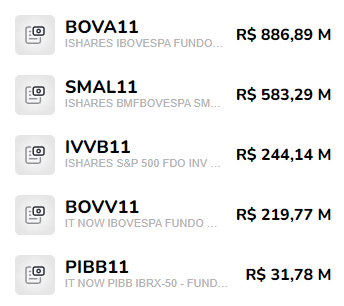 BOVA11
ISHARES IBOVESPA FUNDO...
R$ 886,89 M
SMAL11
ISHARES BMFBOVESPA SM...
R$ 583,29 M
IVVB11
ISHARES S&P 500 FDO INV ...
R$ 244,14 M
BOVV11
IT NOW IBOVESPA FUNDO ...
R$ 219,77 M
PIBB11
IT NOW PIBB IBRX-50 - FUND...
R$ 31,78 M